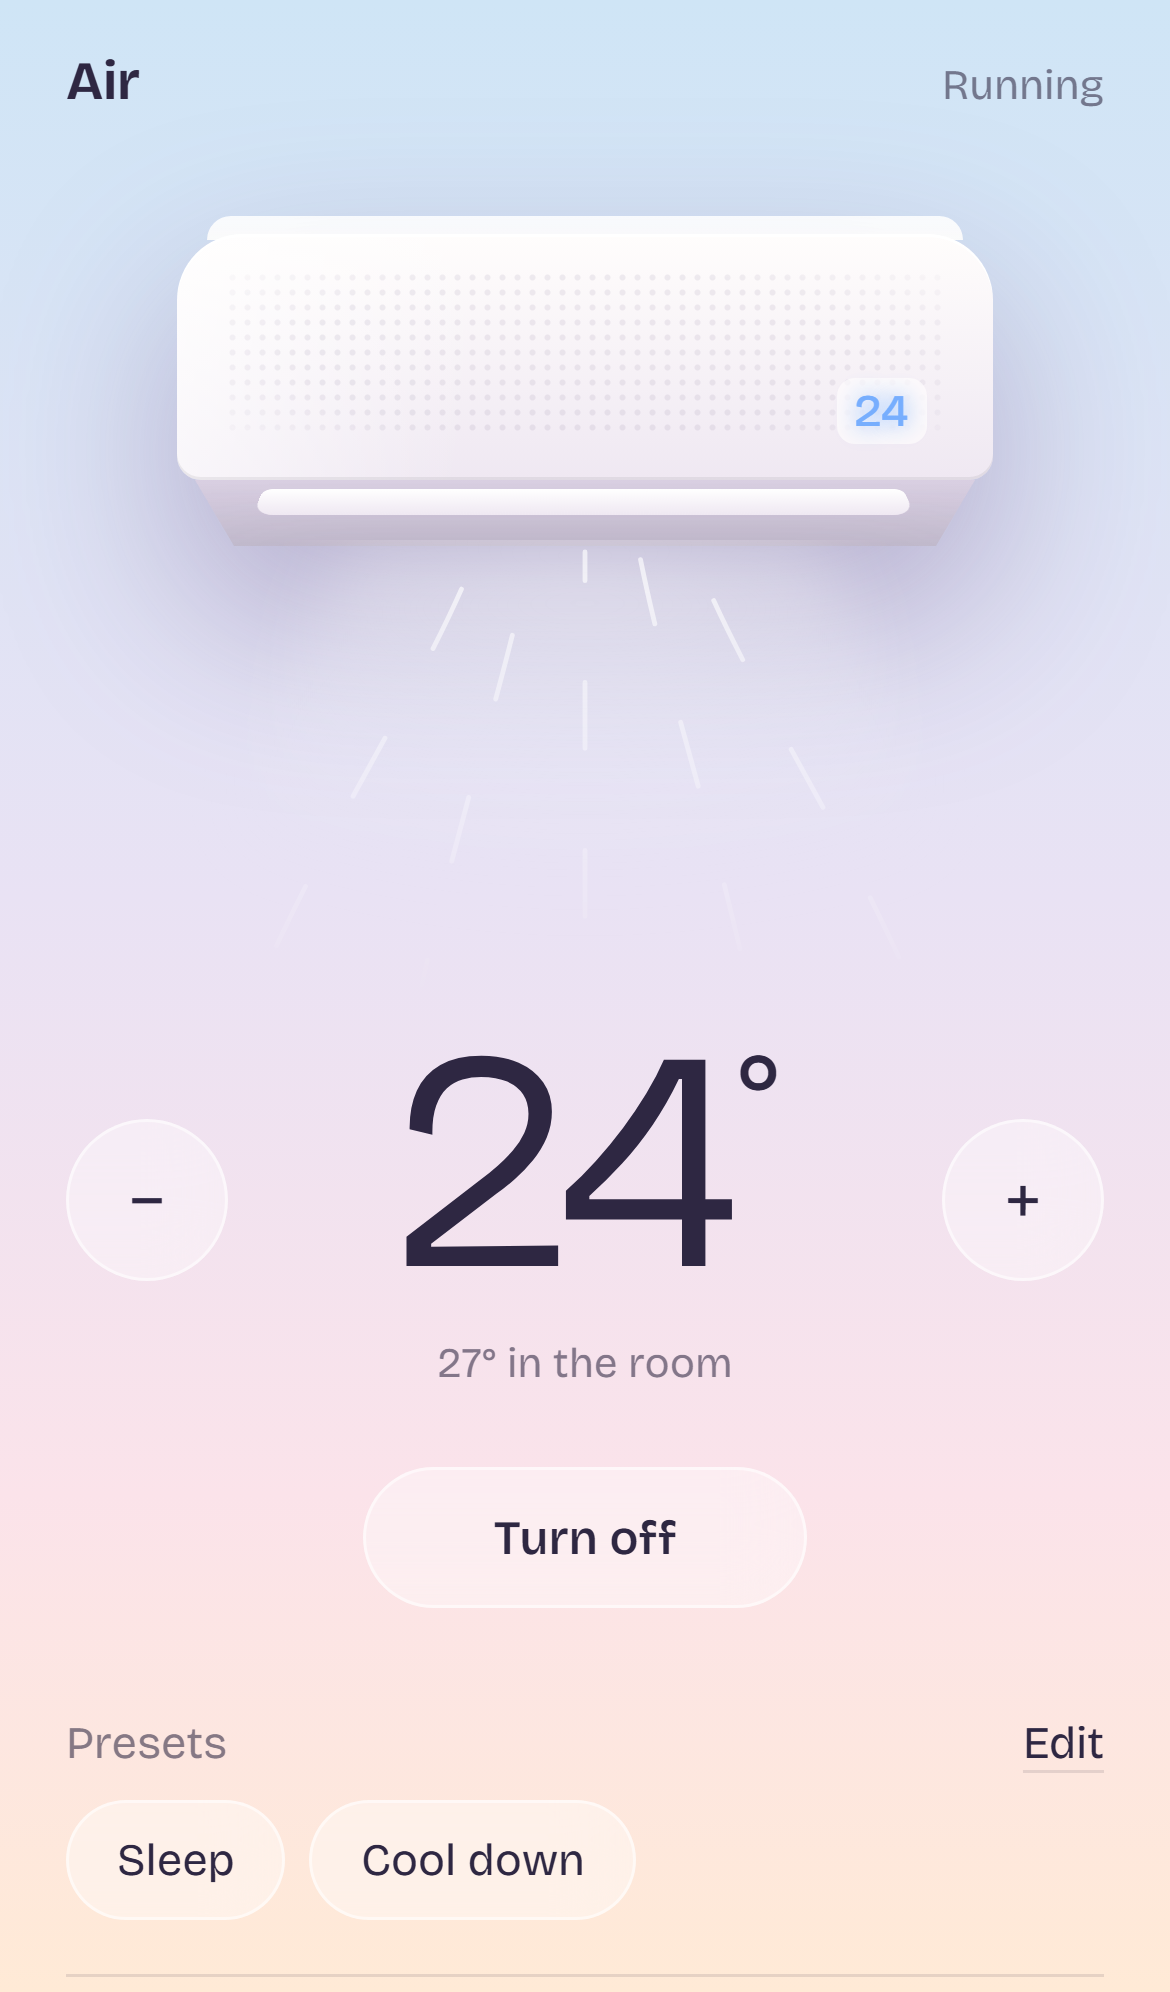 Air
Running
24
24°
−
+
27° in the room
Turn off
Presets
Edit
Sleep
Cool down